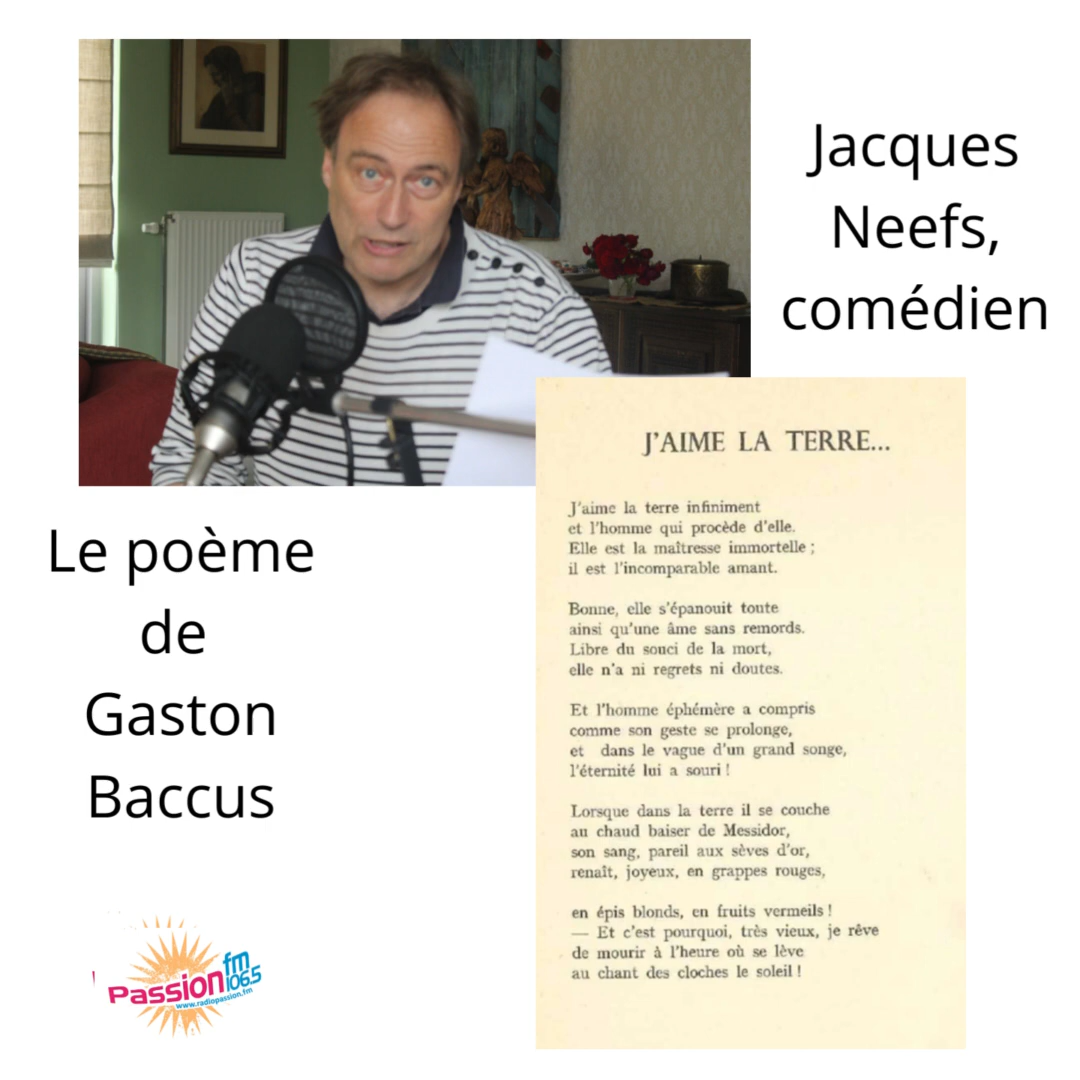 Jacques
Neefs,
comédien
J'AIME LA TERRE...
J'aime la terre infiniment
et l'homme qui procède d'elle.
Elle est la maîtresse immortelle ;
il est l'incomparable amant.
Bonne, elle s'épanouit toute
ainsi qu'une âme sans remords.
Libre du souci de la mort,
elle n'a ni regrets ni doutes.
Et l'homme éphémère a compris
comme son geste se prolonge,
et dans le vague d'un grand songe,
l'éternité lui a souri !
Lorsque dans la terre il se couche
au chaud baiser de Messidor,
son sang, pareil aux sèves d'or,
renaît, joyeux, en grappes rouges,
en épis blonds, en fruits vermeils !
— Et c'est pourquoi, très vieux, je rêve
de mourir à l'heure où se lève
au chant des cloches le soleil !
Le poème
de
Gaston
Baccus
Passion fm 106.5
www.radiopassion.fm